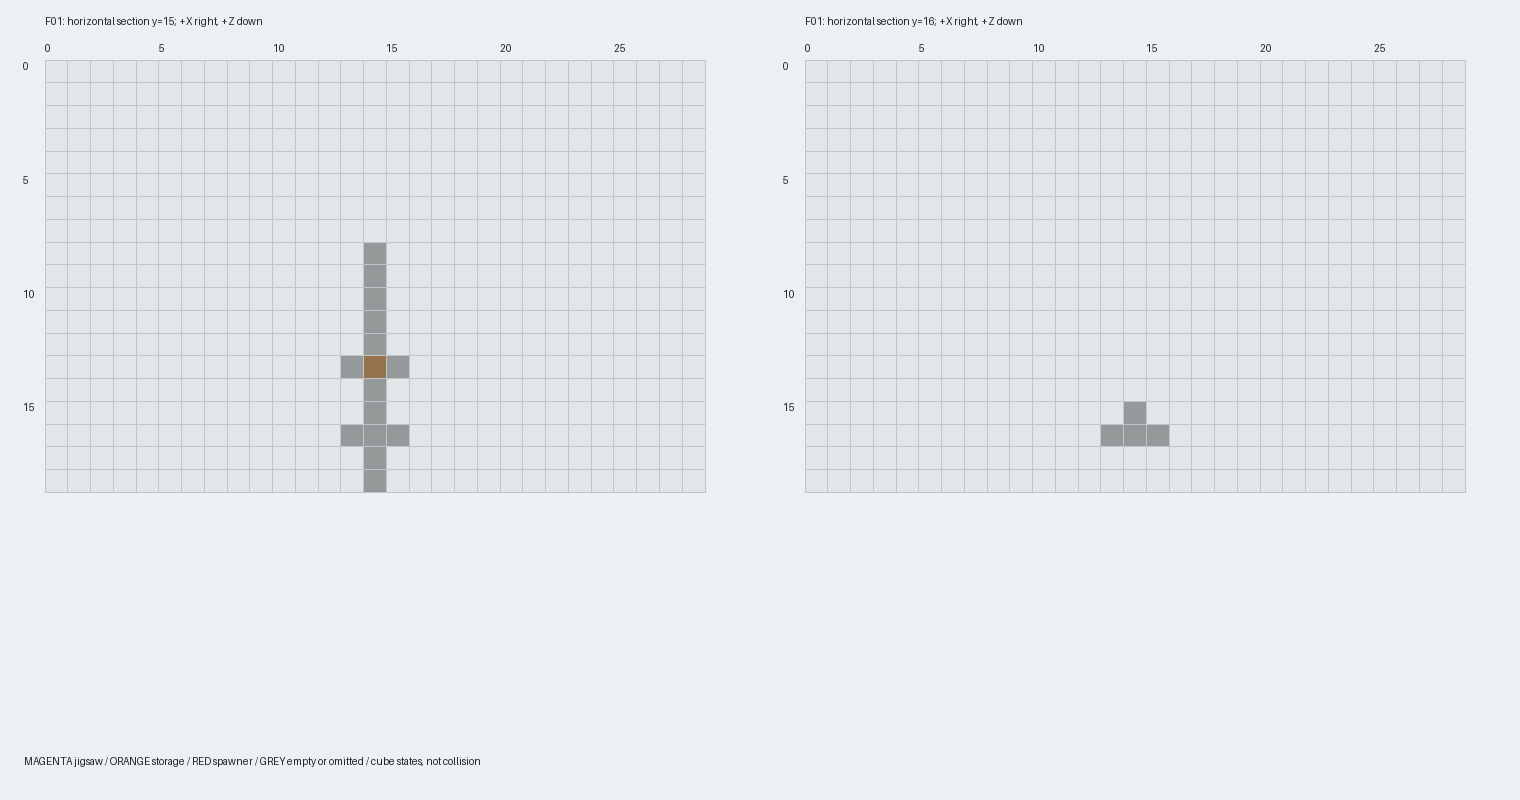 F01: horizontal section y=15; +X right, +Z down
F01: horizontal section y=16; +X right, +Z down
0 5 10 15 20 25
0 5 10 15 20 25
0
0
5
5
10
10
15
15
MAGENTA jigsaw / ORANGE storage / RED spawner / GREY empty or omitted / cube states, not collision